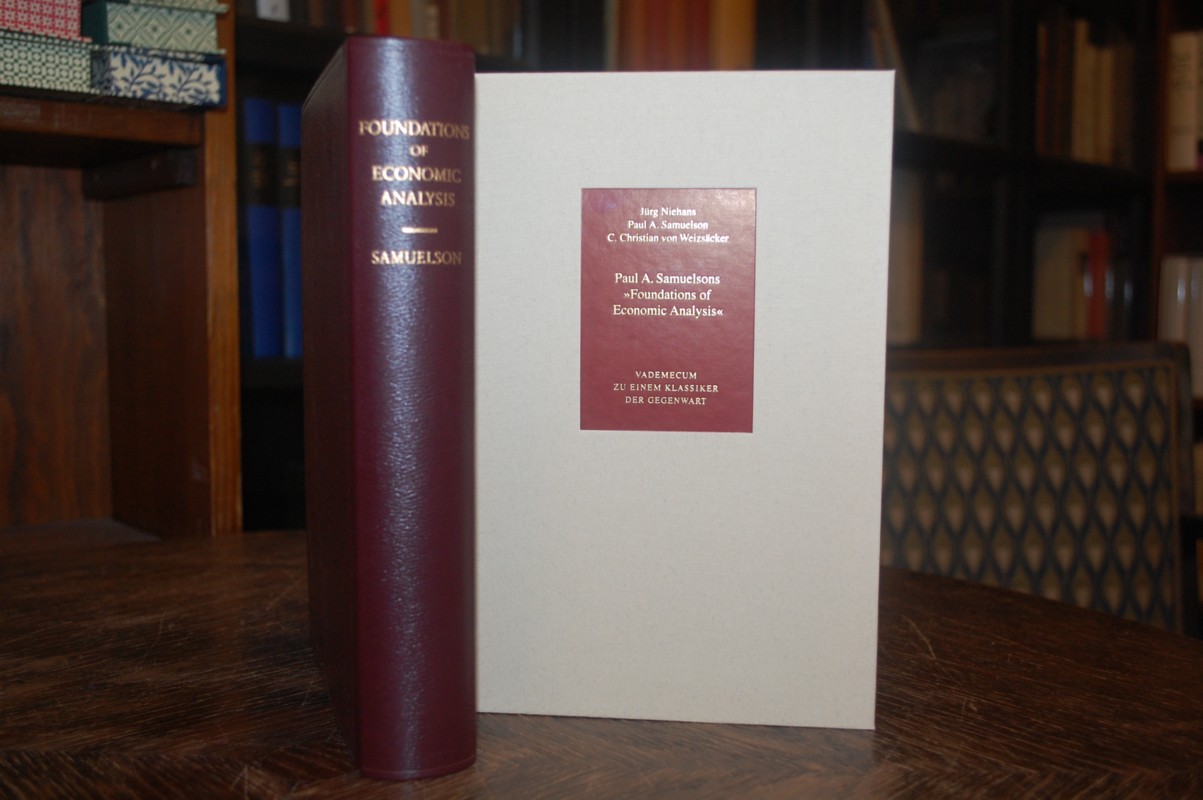 FOUNDATIONS
OF
ECONOMIC
ANALYSIS
SAMUELSON
Jürg Niehans
Paul A. Samuelson
C. Christian von Weizsäcker
Paul A. Samuelsons
»Foundations of
Economic Analysis«
VADEMECUM
ZU EINEM KLASSIKER
DER GEGENWART